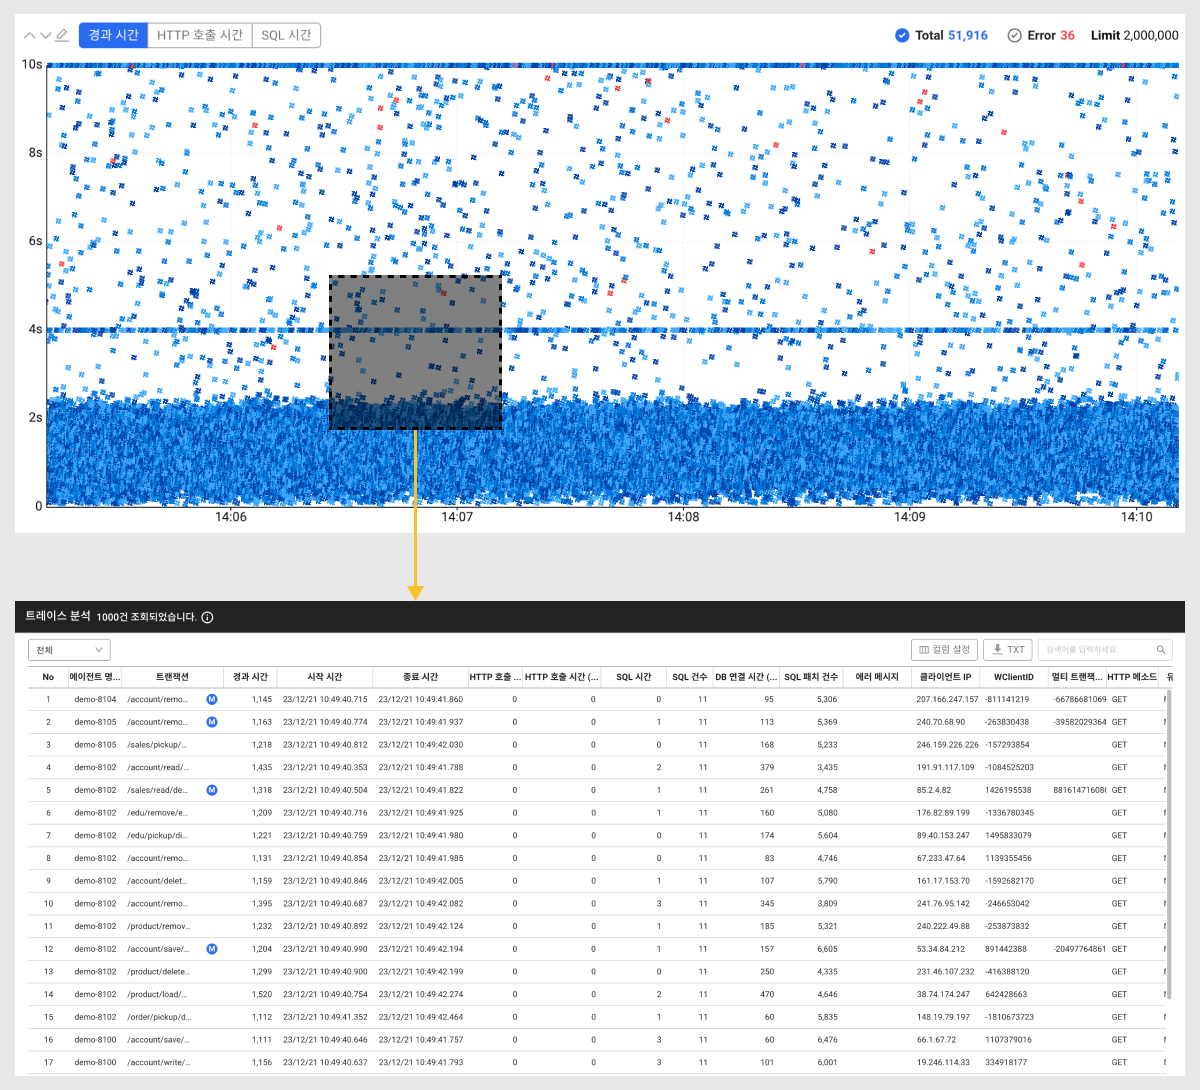 경과 시간 HTTP 호출 시간 SQL 시간 Total 51,916 Error 36 Limit 2,000,000
10s
8s
6s
4s
2s
0
14:06 14:07 14:08 14:09 14:10
트레이스 분석 1000건 조회되었습니다.
전체 컬럼 설정 TXT 검색어를 입력하세요
No 에이전트 명... 트랜잭션 경과 시간 시작 시간 종료 시간 HTTP 호출 ... HTTP 호출 시간 (... SQL 시간 SQL 건수 DB 연결 시간 (... SQL 패치 건수 에러 메시지 클라이언트 IP WClientID 멀티 트랜잭... HTTP 메소드 유
1 demo-8104 /account/remo... M 1,145 23/12/21 10:49:40.715 23/12/21 10:49:41.860 0 0 0 11 95 5,306 207.166.247.157 -811141219 -66786681069 GET
2 demo-8105 /account/remo... M 1,163 23/12/21 10:49:40.774 23/12/21 10:49:41.937 0 0 1 11 113 5,369 240.70.68.90 -263830438 -39582029364 GET
3 demo-8105 /sales/pickup/... 1,218 23/12/21 10:49:40.812 23/12/21 10:49:42.030 0 0 0 11 168 5,233 246.159.226.226 -157293854 GET
4 demo-8102 /account/read/... 1,435 23/12/21 10:49:40.353 23/12/21 10:49:41.788 0 0 2 11 379 3,435 191.91.117.109 -1084525203 GET
5 demo-8102 /sales/read/de... M 1,318 23/12/21 10:49:40.504 23/12/21 10:49:41.822 0 0 1 11 261 4,758 85.2.4.82 1426195538 88161471608 GET
6 demo-8102 /edu/remove/e... 1,209 23/12/21 10:49:40.716 23/12/21 10:49:41.925 0 0 1 11 160 5,080 176.82.89.199 -1336780345 GET
7 demo-8102 /edu/pickup/di... 1,221 23/12/21 10:49:40.759 23/12/21 10:49:41.980 0 0 0 11 174 5,604 89.40.153.247 1495833079 GET
8 demo-8102 /account/remo... 1,131 23/12/21 10:49:40.854 23/12/21 10:49:41.985 0 0 0 11 83 4,746 67.233.47.64 1139355456 GET
9 demo-8102 /account/delet... 1,159 23/12/21 10:49:40.846 23/12/21 10:49:42.005 0 0 1 11 107 5,790 161.17.153.70 -1592682170 GET
10 demo-8102 /account/remo... 1,395 23/12/21 10:49:40.687 23/12/21 10:49:42.082 0 0 3 11 345 3,809 241.76.95.142 -246653042 GET
11 demo-8102 /product/remov... 1,232 23/12/21 10:49:40.892 23/12/21 10:49:42.124 0 0 1 11 185 5,321 240.222.49.88 -253873832 GET
12 demo-8102 /account/save/... M 1,204 23/12/21 10:49:40.990 23/12/21 10:49:42.194 0 0 1 11 157 6,605 53.34.84.212 891442388 -20497764861 GET
13 demo-8102 /product/delete... 1,299 23/12/21 10:49:40.900 23/12/21 10:49:42.199 0 0 0 11 250 4,335 231.46.107.232 -416388120 GET
14 demo-8102 /product/load/... 1,520 23/12/21 10:49:40.754 23/12/21 10:49:42.274 0 0 2 11 470 4,646 38.74.174.247 642428663 GET
15 demo-8102 /order/pickup/d... 1,112 23/12/21 10:49:41.352 23/12/21 10:49:42.464 0 0 1 11 60 5,835 148.19.79.197 -1810673723 GET
16 demo-8100 /account/save/... 1,111 23/12/21 10:49:40.646 23/12/21 10:49:41.757 0 0 3 11 60 6,476 66.1.67.72 1107379016 GET
17 demo-8100 /account/write/... 1,156 23/12/21 10:49:40.637 23/12/21 10:49:41.793 0 0 3 11 101 6,001 19.246.114.33 334918177 GET